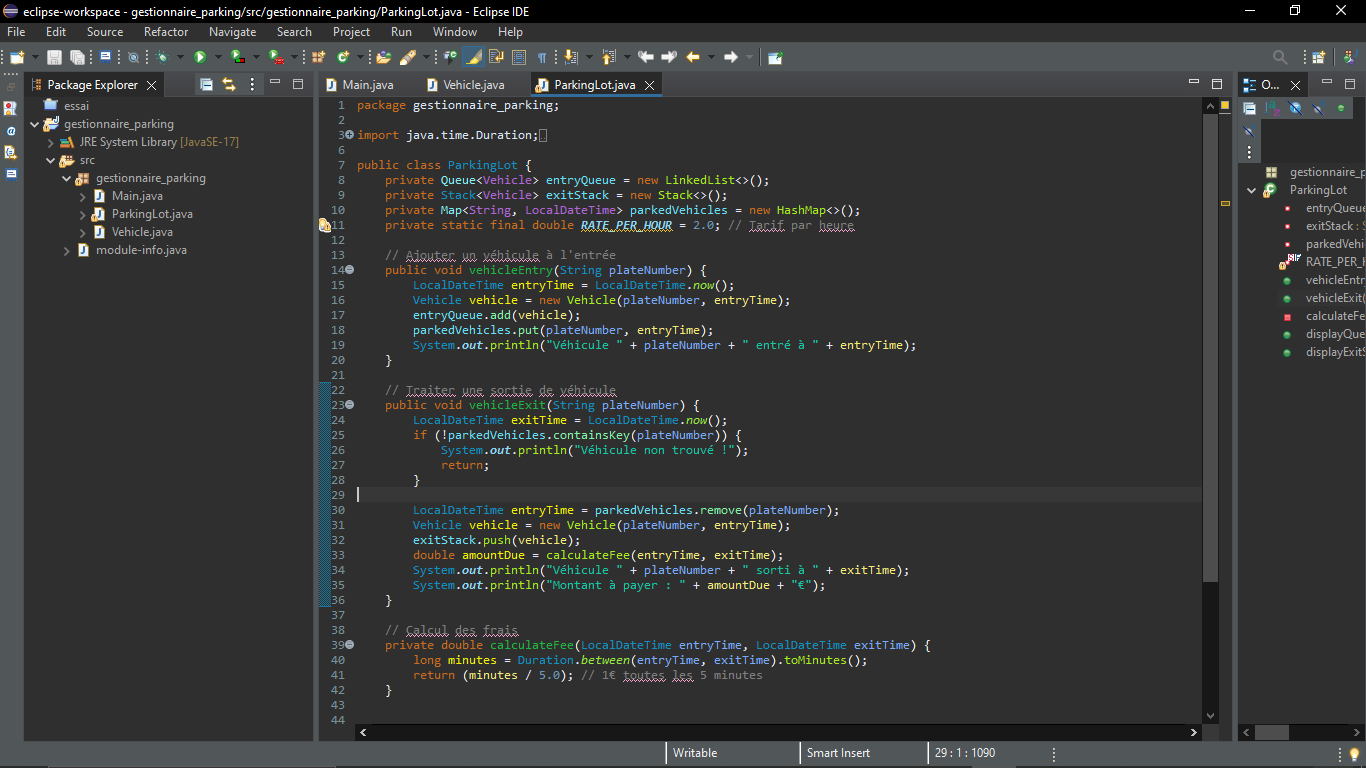 eclipse-workspace - gestionnaire_parking/src/gestionnaire_parking/ParkingLot.java - Eclipse IDE
File Edit Source Refactor Navigate Search Project Run Window Help
Package Explorer
essai
gestionnaire_parking
JRE System Library [JavaSE-17]
src
gestionnaire_parking
Main.java
ParkingLot.java
Vehicle.java
module-info.java
Main.java Vehicle.java ParkingLot.java
1 package gestionnaire_parking;
2
3 import java.time.Duration;
6
7 public class ParkingLot {
8 private Queue<Vehicle> entryQueue = new LinkedList<>();
9 private Stack<Vehicle> exitStack = new Stack<>();
10 private Map<String, LocalDateTime> parkedVehicles = new HashMap<>();
11 private static final double RATE_PER_HOUR = 2.0; // Tarif par heure
12
13 // Ajouter un véhicule à l'entrée
14 public void vehicleEntry(String plateNumber) {
15 LocalDateTime entryTime = LocalDateTime.now();
16 Vehicle vehicle = new Vehicle(plateNumber, entryTime);
17 entryQueue.add(vehicle);
18 parkedVehicles.put(plateNumber, entryTime);
19 System.out.println("Véhicule " + plateNumber + " entré à " + entryTime);
20 }
21
22 // Traiter une sortie de véhicule
23 public void vehicleExit(String plateNumber) {
24 LocalDateTime exitTime = LocalDateTime.now();
25 if (!parkedVehicles.containsKey(plateNumber)) {
26 System.out.println("Véhicule non trouvé !");
27 return;
28 }
29
30 LocalDateTime entryTime = parkedVehicles.remove(plateNumber);
31 Vehicle vehicle = new Vehicle(plateNumber, entryTime);
32 exitStack.push(vehicle);
33 double amountDue = calculateFee(entryTime, exitTime);
34 System.out.println("Véhicule " + plateNumber + " sorti à " + exitTime);
35 System.out.println("Montant à payer : " + amountDue + "€");
36 }
37
38 // Calcul des frais
39 private double calculateFee(LocalDateTime entryTime, LocalDateTime exitTime) {
40 long minutes = Duration.between(entryTime, exitTime).toMinutes();
41 return (minutes / 5.0); // 1€ toutes les 5 minutes
42 }
43
44
O...
gestionnaire_p
ParkingLot
entryQueue
exitStack : S
parkedVehi
RATE_PER_H
vehicleEntr
vehicleExit(
calculateFe
displayQue
displayExitS
Writable Smart Insert 29 : 1 : 1090